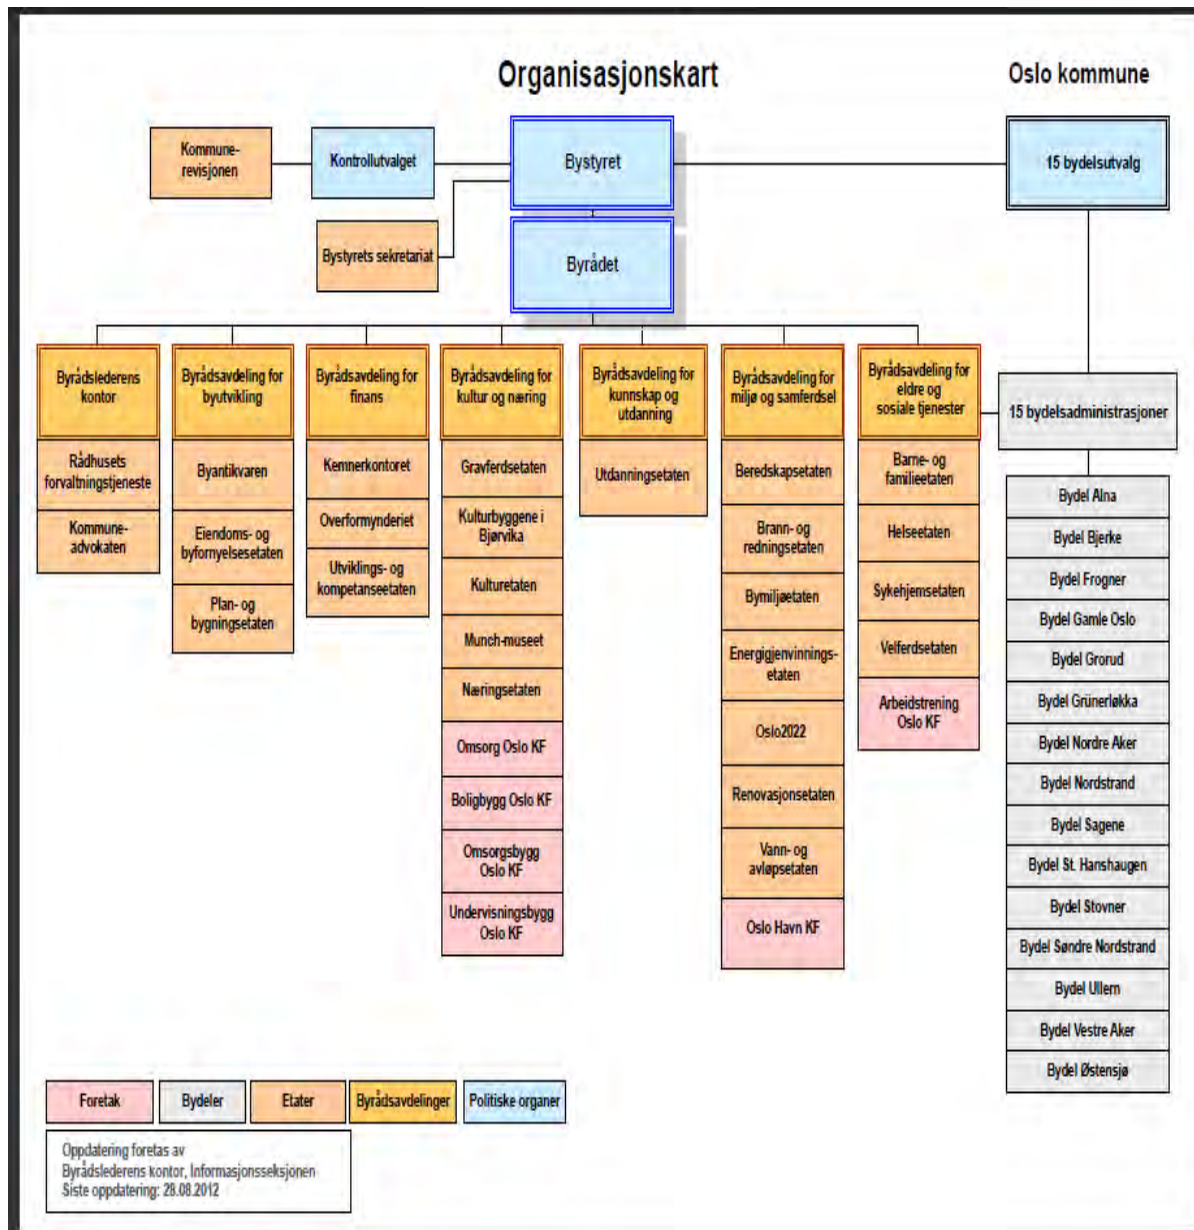 Organisasjonskart
Oslo kommune
Kommune-
revisjonen
Kontrollutvalget
Bystyret
15 bydelsutvalg
Bystyrets sekretariat
Byrådet
Byrådslederens
kontor
Rådhusets
forvaltningstjeneste
Kommune-
advokaten
Byrådsavdeling for
byutvikling
Byantikvaren
Eiendoms- og
byfornyelsesetaten
Plan- og
bygningsetaten
Byrådsavdeling for
finans
Kemnerkontoret
Overformynderiet
Utviklings- og
kompetanseetaten
Byrådsavdeling for
kultur og næring
Gravferdsetaten
Kulturbyggene i
Bjørvika
Kulturetaten
Munch-museet
Næringsetaten
Omsorg Oslo KF
Boligbygg Oslo KF
Omsorgsbygg
Oslo KF
Undervisningsbygg
Oslo KF
Byrådsavdeling for
kunnskap og
utdanning
Utdanningsetaten
Byrådsavdeling for
miljø og samferdsel
Beredskapsetaten
Brann- og
redningsetaten
Bymiljøetaten
Energigjenvinnings-
etaten
Oslo2022
Renovasjonsetaten
Vann- og
avløpsetaten
Oslo Havn KF
Byrådsavdeling for
eldre og
sosiale tjenester
Barne- og
familieetaten
Helseetaten
Sykehjemsetaten
Velferdsetaten
Arbeidstrening
Oslo KF
15 bydelsadministrasjoner
Bydel Alna
Bydel Bjerke
Bydel Frogner
Bydel Gamle Oslo
Bydel Grorud
Bydel Grünerløkka
Bydel Nordre Aker
Bydel Nordstrand
Bydel Sagene
Bydel St. Hanshaugen
Bydel Stovner
Bydel Søndre Nordstrand
Bydel Ullern
Bydel Vestre Aker
Bydel Østensjø
Foretak
Bydeler
Etater
Byrådsavdelinger
Politiske organer
Oppdatering foretas av
Byrådslederens kontor, Informasjonsseksjonen
Siste oppdatering: 28.08.2012